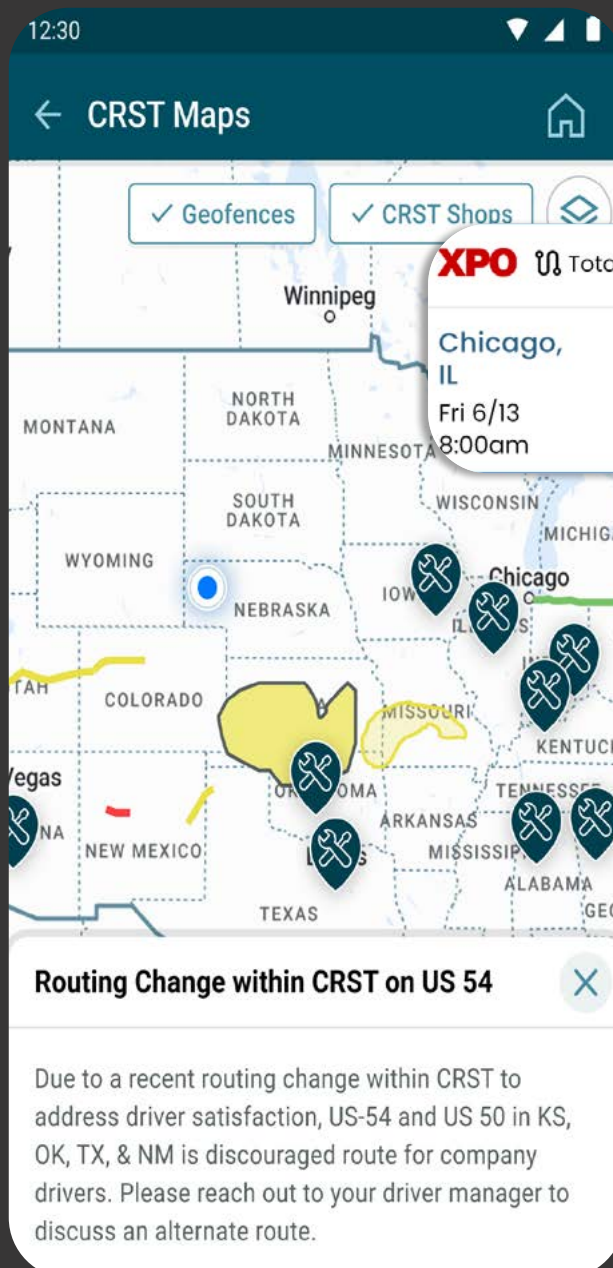 12:30
CRST Maps
Geofences
CRST Shops
XPO
Chicago,
IL
Fri 6/13
8:00am
Winnipeg
NORTH
DAKOTA
MONTANA
MINNESOTA
SOUTH
DAKOTA
WISCONSIN
WYOMING
Chicago
NEBRASKA
COLORADO
MISSOURI
ARKANSAS
NEW MEXICO
ALABAMA
TEXAS
Routing Change within CRST on US 54
Due to a recent routing change within CRST to
address driver satisfaction, US-54 and US 50 in KS,
OK, TX, & NM is discouraged route for company
drivers. Please reach out to your driver manager to
discuss an alternate route.